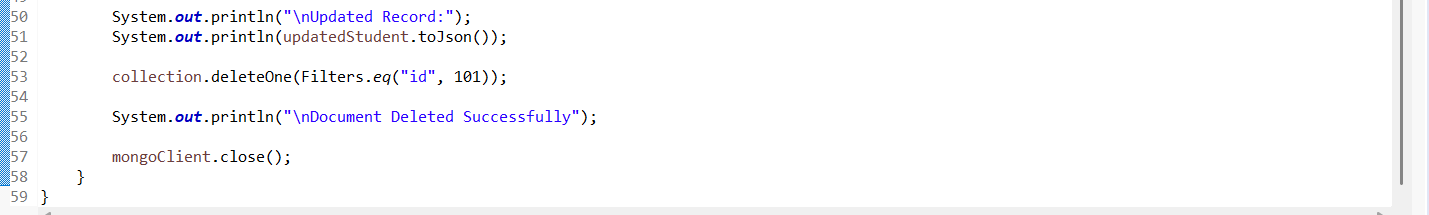 50 System.out.println("\nUpdated Record:");
51 System.out.println(updatedStudent.toJson());
52
53 collection.deleteOne(Filters.eq("id", 101));
54
55 System.out.println("\nDocument Deleted Successfully");
56
57 mongoClient.close();
58 }
59 }